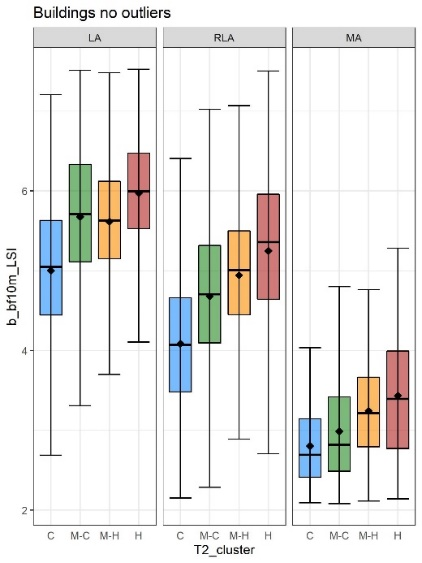 Buildings no outliers
LA RLA MA
b_bf10m_LSI
6
4
2
C M-C M-H H C M-C M-H H C M-C M-H H
T2_cluster